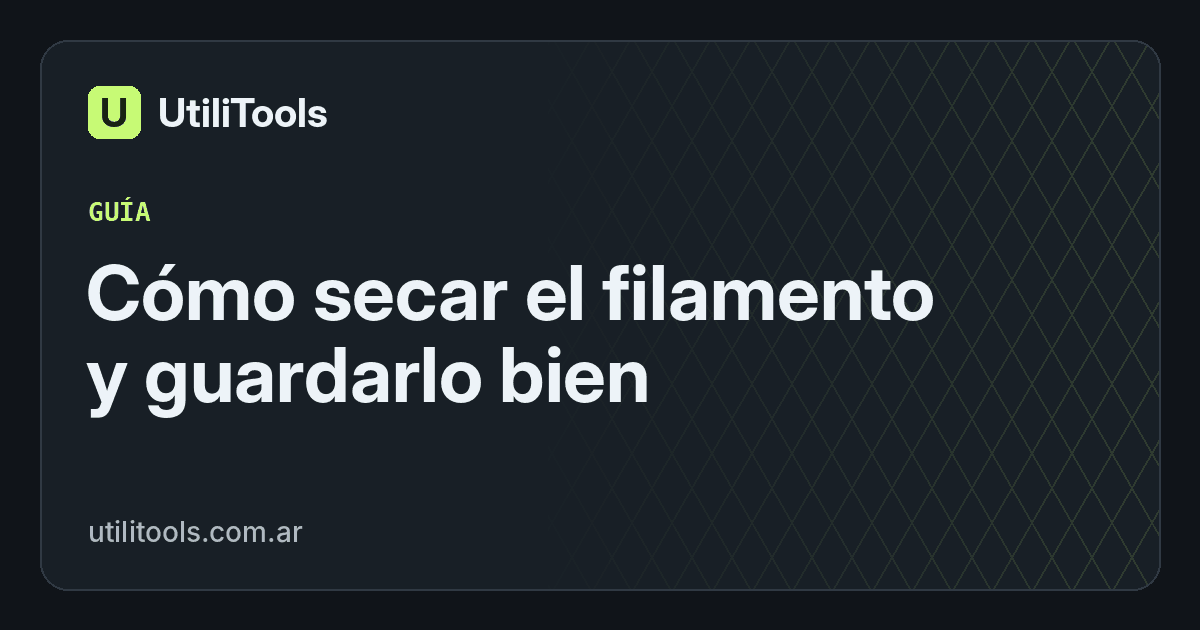 U UtiliTools
GUÍA
Cómo secar el filamento
y guardarlo bien
utilitools.com.ar